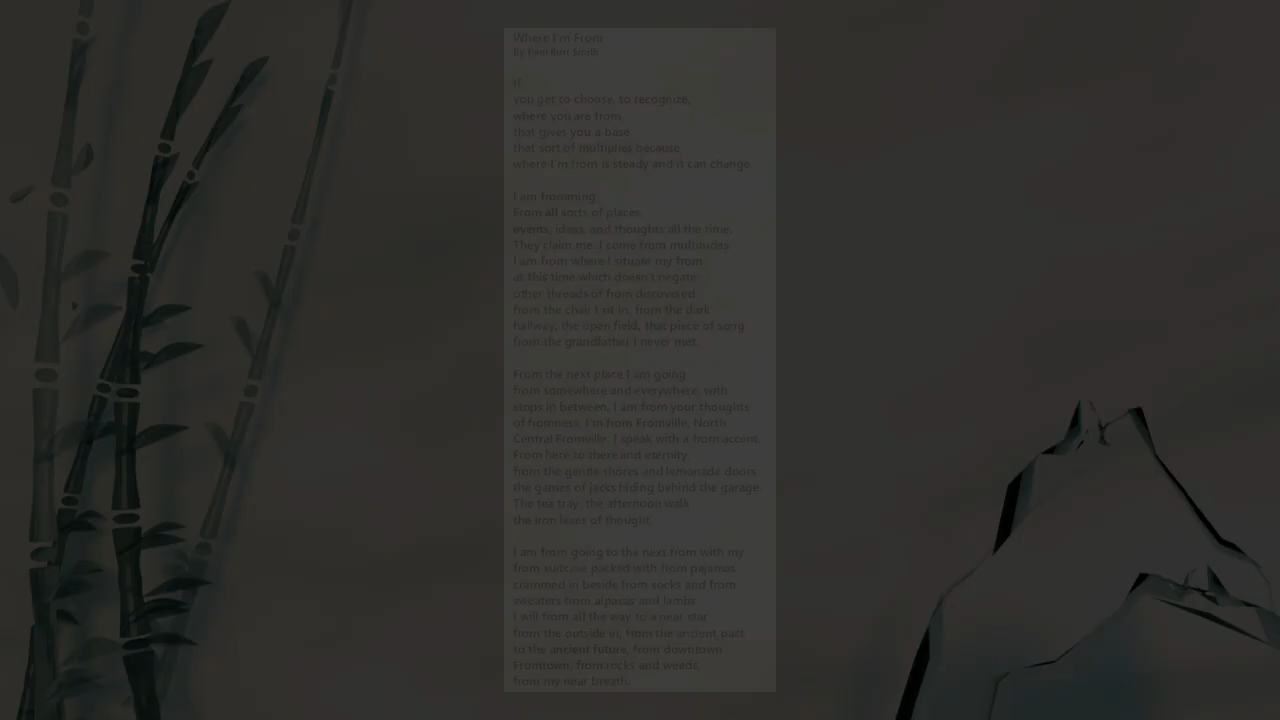 Where I'm From
By Burt Smith
If
you get to choose, to recognize,
where you are from
that gives you a base
that sort of multiplies because
where I'm from is steady and it can change.
I am fromming
From all sorts of places,
events, ideas, and thoughts all the time.
They claim me. I come from multitudes
I am from where I situate my from
at this time which doesn't negate
other threads of from discovered
from the chair I sit in, from the dark
hallway, the open field, that piece of song
from the grandfather I never met.
From the next place I am going
from somewhere and everywhere, with
stops in between. I am from your thoughts
of fromness. I'm from Fromville, North
Central Fromville. I speak with a from accent.
From here to there and eternity
from the gentle shores and lemonade doors
the games of jacks hiding behind the garage.
The tea tray, the afternoon walk
the iron laxes of thought.
I am from going to the next from with my
from suitcase packed with from pajamas
crammed in beside from socks and from
sweaters from alpacas and lambs
I will from all the way to a near star
from the outside in, from the ancient past
to the ancient future, from downtown
Fromtown, from rocks and weeds
from my near breath.